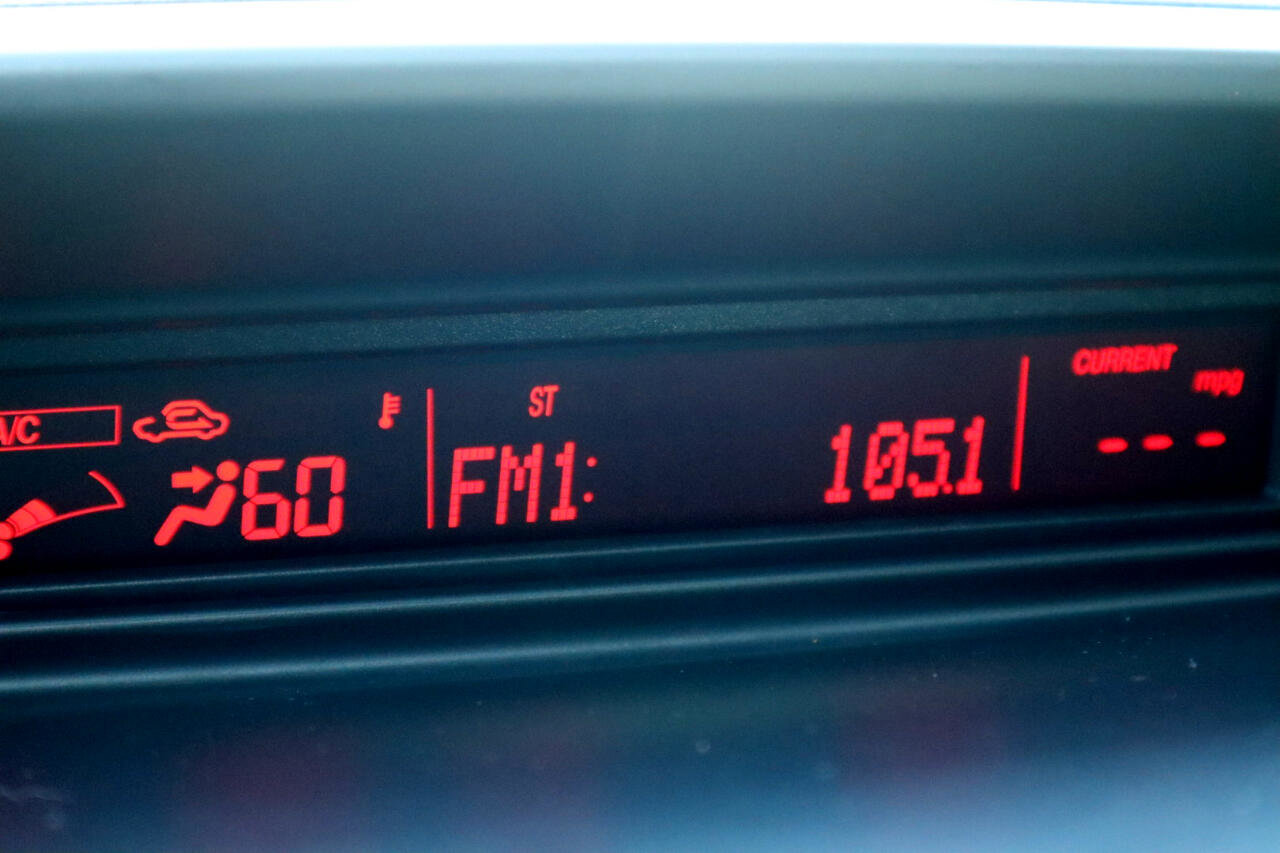 A/C
ST
CURRENT
mpg
60
FM1:
105.1
---